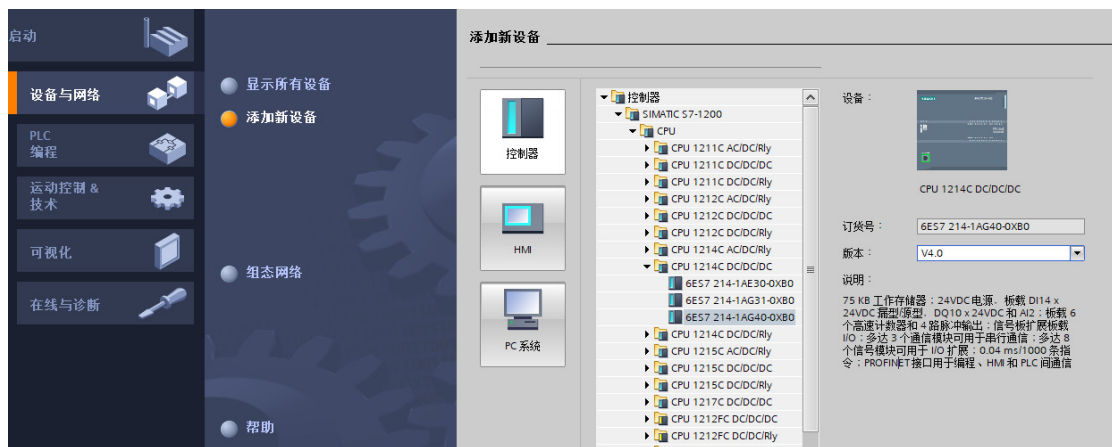 启动
设备与网络
PLC
编程
运动控制 &
技术
可视化
在线与诊断
显示所有设备
添加新设备
组态网络
帮助
添加新设备
控制器
HMI
PC 系统
控制器
SIMATIC S7-1200
CPU
CPU 1211C AC/DC/Rly
CPU 1211C DC/DC/DC
CPU 1211C DC/DC/Rly
CPU 1212C AC/DC/Rly
CPU 1212C DC/DC/DC
CPU 1212C DC/DC/Rly
CPU 1214C AC/DC/Rly
CPU 1214C DC/DC/DC
6ES7 214-1AE30-0XB0
6ES7 214-1AG31-0XB0
6ES7 214-1AG40-0XB0
CPU 1214C DC/DC/Rly
CPU 1215C AC/DC/Rly
CPU 1215C DC/DC/DC
CPU 1215C DC/DC/Rly
CPU 1217C DC/DC/DC
CPU 1212FC DC/DC/DC
CPU 1212FC DC/DC/Rly
设备：
CPU 1214C DC/DC/DC
订货号：
6ES7 214-1AG40-0XB0
版本：
V4.0
说明：
75 KB 工作存储器；24VDC 电源，板载 DI14 x
24VDC 漏型/源型，DQ10 x 24VDC 和 AI2；板载 6
个高速计数器和 4 路脉冲输出；信号板扩展板载
I/O；多达 3 个通信模块可用于串行通信；多达 8
个信号模块可用于 I/O 扩展；0.04 ms/1000 条指
令；PROFINET 接口用于编程、HMI 和 PLC 间通信